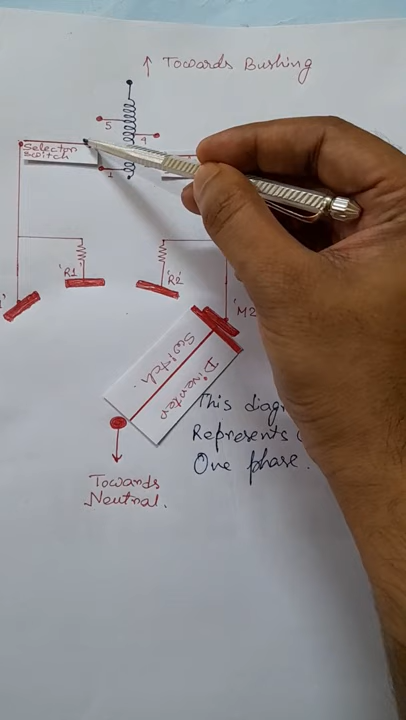 ↑ Towards Bushing
5
4
Selector
switch
1
'R1'
'R2'
'M2
Diverter
Switch.
This diag
Represents
One phase.
Towards
Neutral.